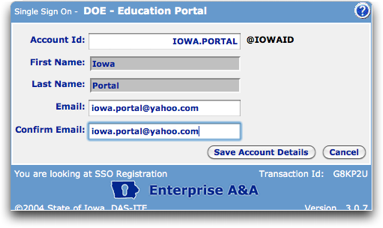 Single Sign On - DOE - Education Portal
Account Id: IOWA.PORTAL @IOWAID
First Name: Iowa
Last Name: Portal
Email: iowa.portal@yahoo.com
Confirm Email: iowa.portal@yahoo.com
Save Account Details Cancel
You are looking at SSO Registration Transaction Id: G8KP2U
Enterprise A&A
©2004 State of Iowa, DAS-ITE Version 3.0.7